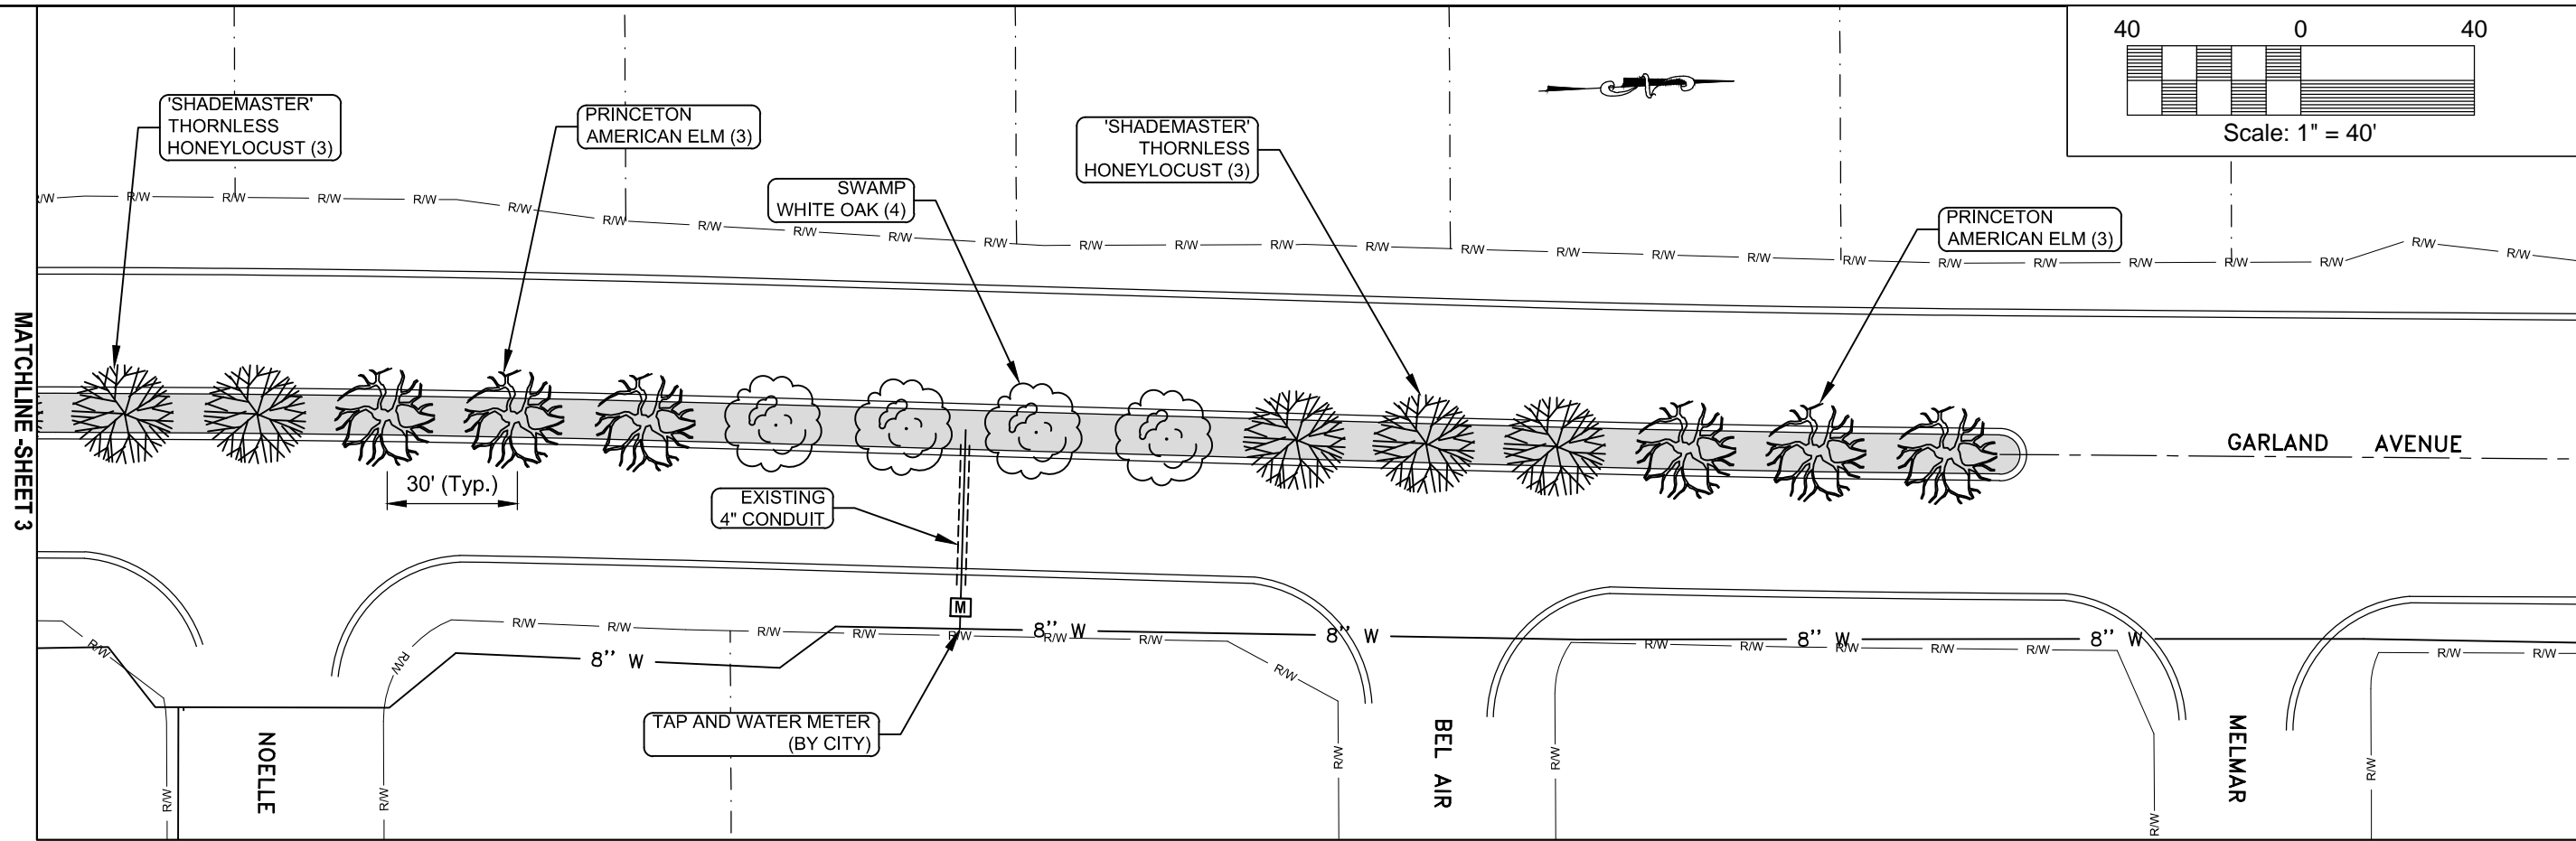 40 0 40
Scale: 1" = 40'
'SHADEMASTER'
THORNLESS
HONEYLOCUST (3)
PRINCETON
AMERICAN ELM (3)
SWAMP
WHITE OAK (4)
'SHADEMASTER'
THORNLESS
HONEYLOCUST (3)
PRINCETON
AMERICAN ELM (3)
R/W R/W R/W R/W R/W R/W R/W R/W R/W R/W R/W R/W R/W R/W R/W R/W R/W R/W R/W R/W R/W R/W R/W R/W R/W R/W R/W
MATCHLINE -SHEET 3
GARLAND AVENUE
30' (Typ.)
EXISTING
4" CONDUIT
M
R/W R/W R/W R/W R/W R/W R/W R/W R/W R/W
8'' W 8'' W 8'' W 8'' W 8'' W
R/W R/W R/W R/W R/W R/W R/W
TAP AND WATER METER
(BY CITY)
NOELLE
BEL AIR
MELMAR
R/W R/W R/W R/W R/W R/W